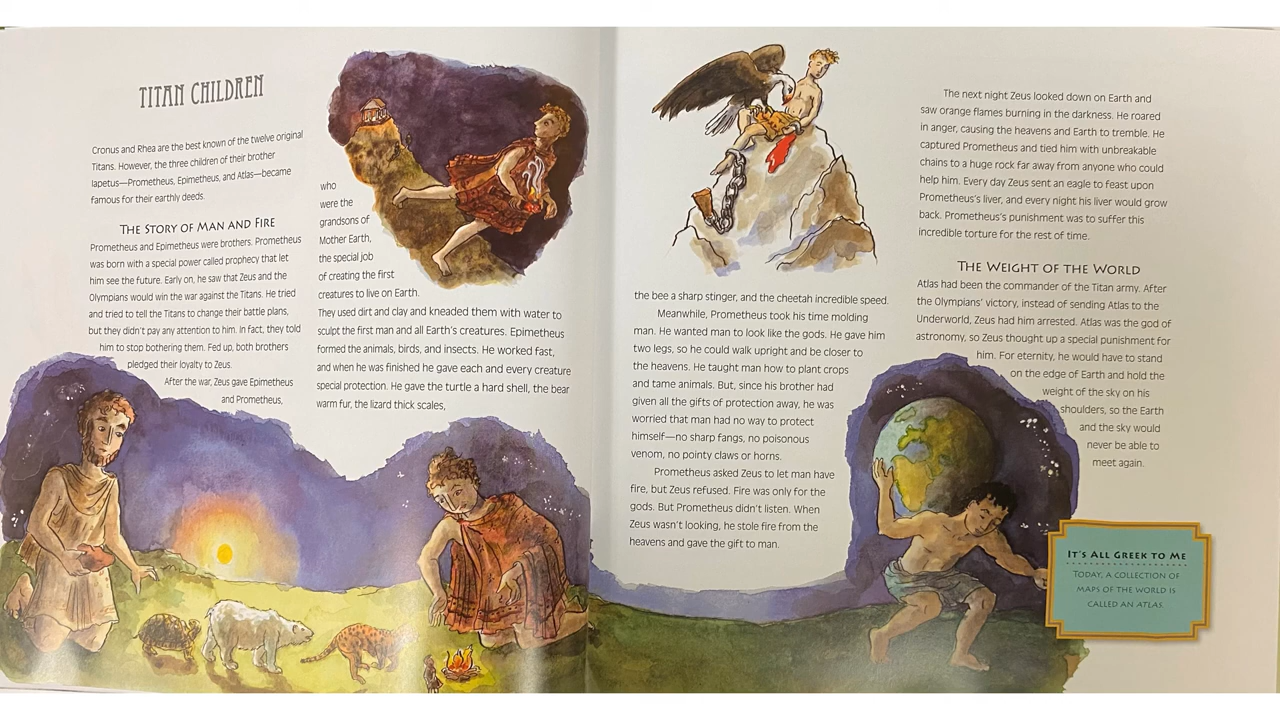 TITAN CHILDREN
Cronus and Rhea are the best known of the twelve original
Titans. However, the three children of their brother
Iapetus—Prometheus, Epimetheus, and Atlas—became
famous for their earthly deeds.
THE STORY OF MAN AND FIRE
Prometheus and Epimetheus were brothers. Prometheus
was born with a special power called prophecy that let
him see the future. Early on, he saw that Zeus and the
Olympians would win the war against the Titans. He tried
and tried to tell the Titans to change their battle plans,
but they didn't pay any attention to him. In fact, they told
him to stop bothering them. Fed up, both brothers
pledged their loyalty to Zeus.
After the war, Zeus gave Epimetheus
and Prometheus,
who
were the
grandsons of
Mother Earth,
the special job
of creating the first
creatures to live on Earth.
They used dirt and clay and kneaded them with water to
sculpt the first man and all Earth's creatures. Epimetheus
formed the animals, birds, and insects. He worked fast,
and when he was finished he gave each and every creature
special protection. He gave the turtle a hard shell, the bear
warm fur, the lizard thick scales,
the bee a sharp stinger, and the cheetah incredible speed.
Meanwhile, Prometheus took his time molding
man. He wanted man to look like the gods. He gave him
two legs, so he could walk upright and be closer to
the heavens. He taught man how to plant crops
and tame animals. But, since his brother had
given all the gifts of protection away, he was
worried that man had no way to protect
himself—no sharp fangs, no poisonous
venom, no pointy claws or horns.
Prometheus asked Zeus to let man have
fire, but Zeus refused. Fire was only for the
gods. But Prometheus didn't listen. When
Zeus wasn't looking, he stole fire from the
heavens and gave the gift to man.
The next night Zeus looked down on Earth and
saw orange flames burning in the darkness. He roared
in anger, causing the heavens and Earth to tremble. He
captured Prometheus and tied him with unbreakable
chains to a huge rock far away from anyone who could
help him. Every day Zeus sent an eagle to feast upon
Prometheus's liver, and every night his liver would grow
back. Prometheus's punishment was to suffer this
incredible torture for the rest of time.
THE WEIGHT OF THE WORLD
Atlas had been the commander of the Titan army. After
the Olympians' victory, instead of sending Atlas to the
Underworld, Zeus had him arrested. Atlas was the god of
astronomy, so Zeus thought up a special punishment for
him. For eternity, he would have to stand
on the edge of Earth and hold the
weight of the sky on his
shoulders, so the Earth
and the sky would
never be able to
meet again.
IT'S ALL GREEK TO ME
TODAY, A COLLECTION OF
MAPS OF THE WORLD IS
CALLED AN ATLAS.